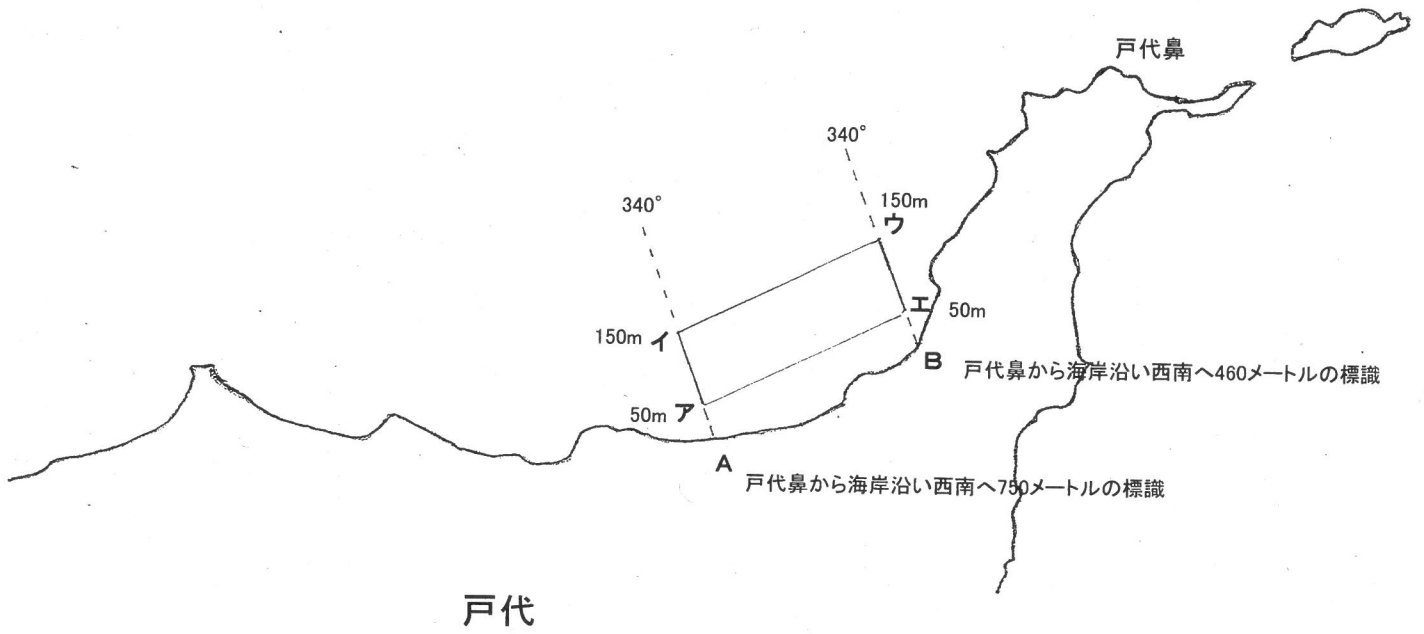 戸代鼻
340°
340°
150m
ウ
150m
イ
エ
50m
50m
ア
B
戸代鼻から海岸沿い西南へ460メートルの標識
A
戸代鼻から海岸沿い西南へ750メートルの標識
戸代